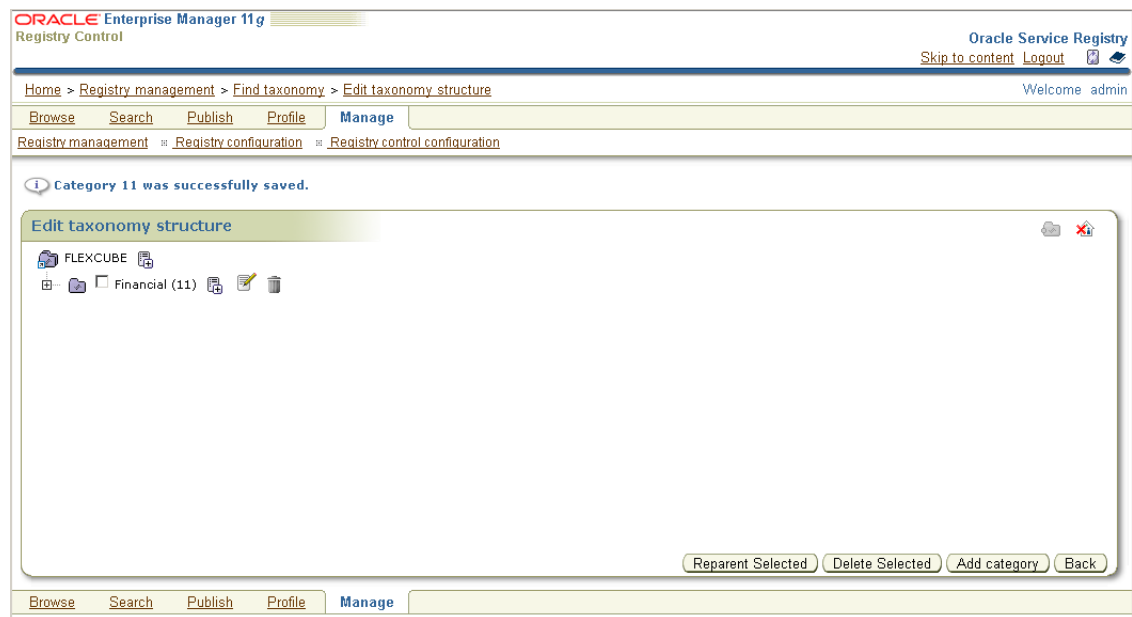 ORACLE Enterprise Manager 11g
Registry Control
Oracle Service Registry
Skip to content Logout
Home > Registry management > Find taxonomy > Edit taxonomy structure
Welcome admin
Browse Search Publish Profile Manage
Registry management Registry configuration Registry control configuration
Category 11 was successfully saved.
Edit taxonomy structure
FLEXCUBE
Financial (11)
Reparent Selected Delete Selected Add category Back
Browse Search Publish Profile Manage